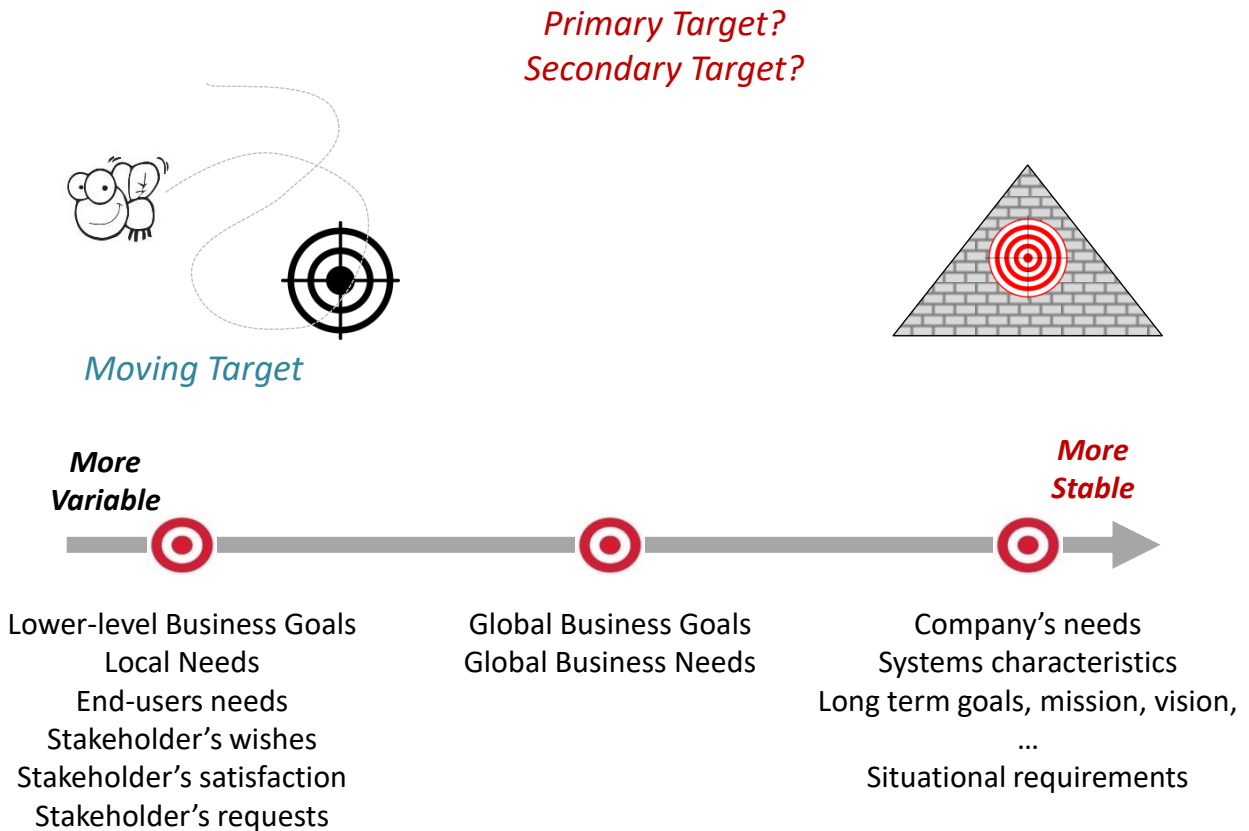 Primary Target?
Secondary Target?
Moving Target
More
Variable
More
Stable
Lower-level Business Goals
Local Needs
End-users needs
Stakeholder's wishes
Stakeholder's satisfaction
Stakeholder's requests
Global Business Goals
Global Business Needs
Company's needs
Systems characteristics
Long term goals, mission, vision,
...
Situational requirements